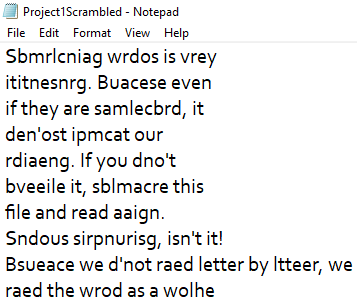 Project1Scrambled - Notepad
File Edit Format View Help
Sbmrlcniag wrdos is vrey
ititnesnrg. Buacese even
if they are samlecbrd, it
den'ost ipmcat our
rdiaeng. If you dno't
bveeile it, sblmacre this
file and read aaign.
Sndous sirpnurisg, isn't it!
Bsueace we d'not raed letter by ltteer, we
raed the wrod as a wolhe